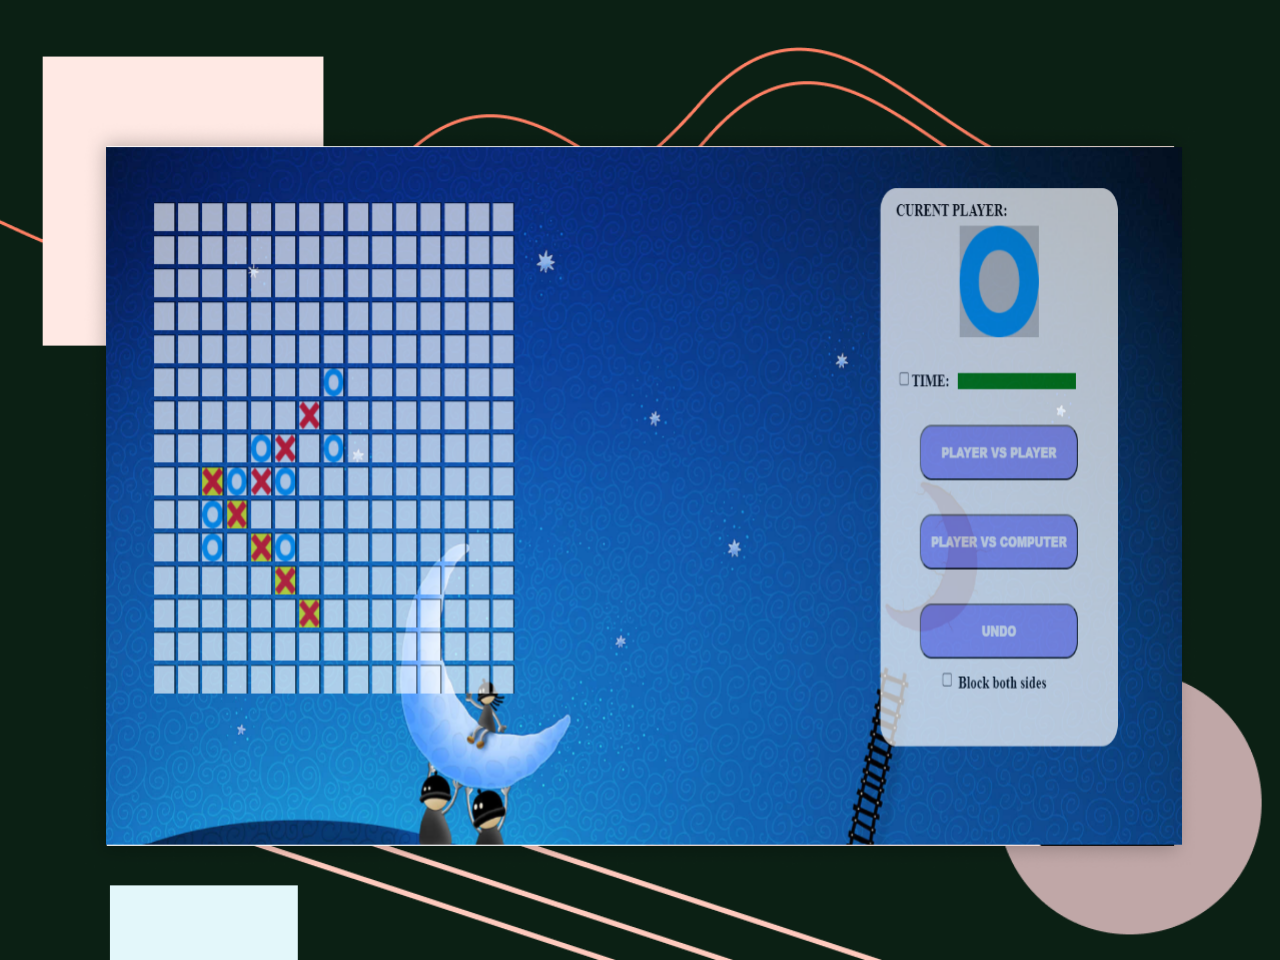 CURENT PLAYER:
O
TIME:
PLAYER VS PLAYER
PLAYER VS COMPUTER
UNDO
Block both sides
O
X
O X O
X O X O
O X
O X O
X
X